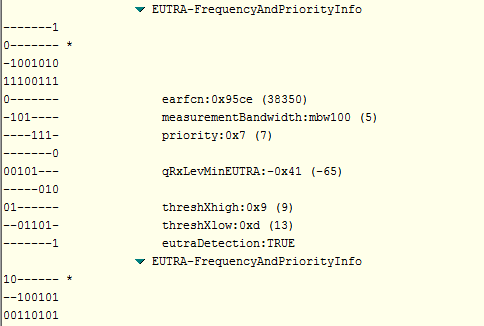 EUTRA-FrequencyAndPriorityInfo
-------1
0------- *
-1001010
11100111
0------- earfcn:0x95ce (38350)
-101---- measurementBandwidth:mbw100 (5)
----111- priority:0x7 (7)
-------0
00101--- qRxLevMinEUTRA:-0x41 (-65)
-----010
01------ threshXhigh:0x9 (9)
--01101- threshXlow:0xd (13)
-------1 eutraDetection:TRUE
EUTRA-FrequencyAndPriorityInfo
10------ *
--100101
00110101